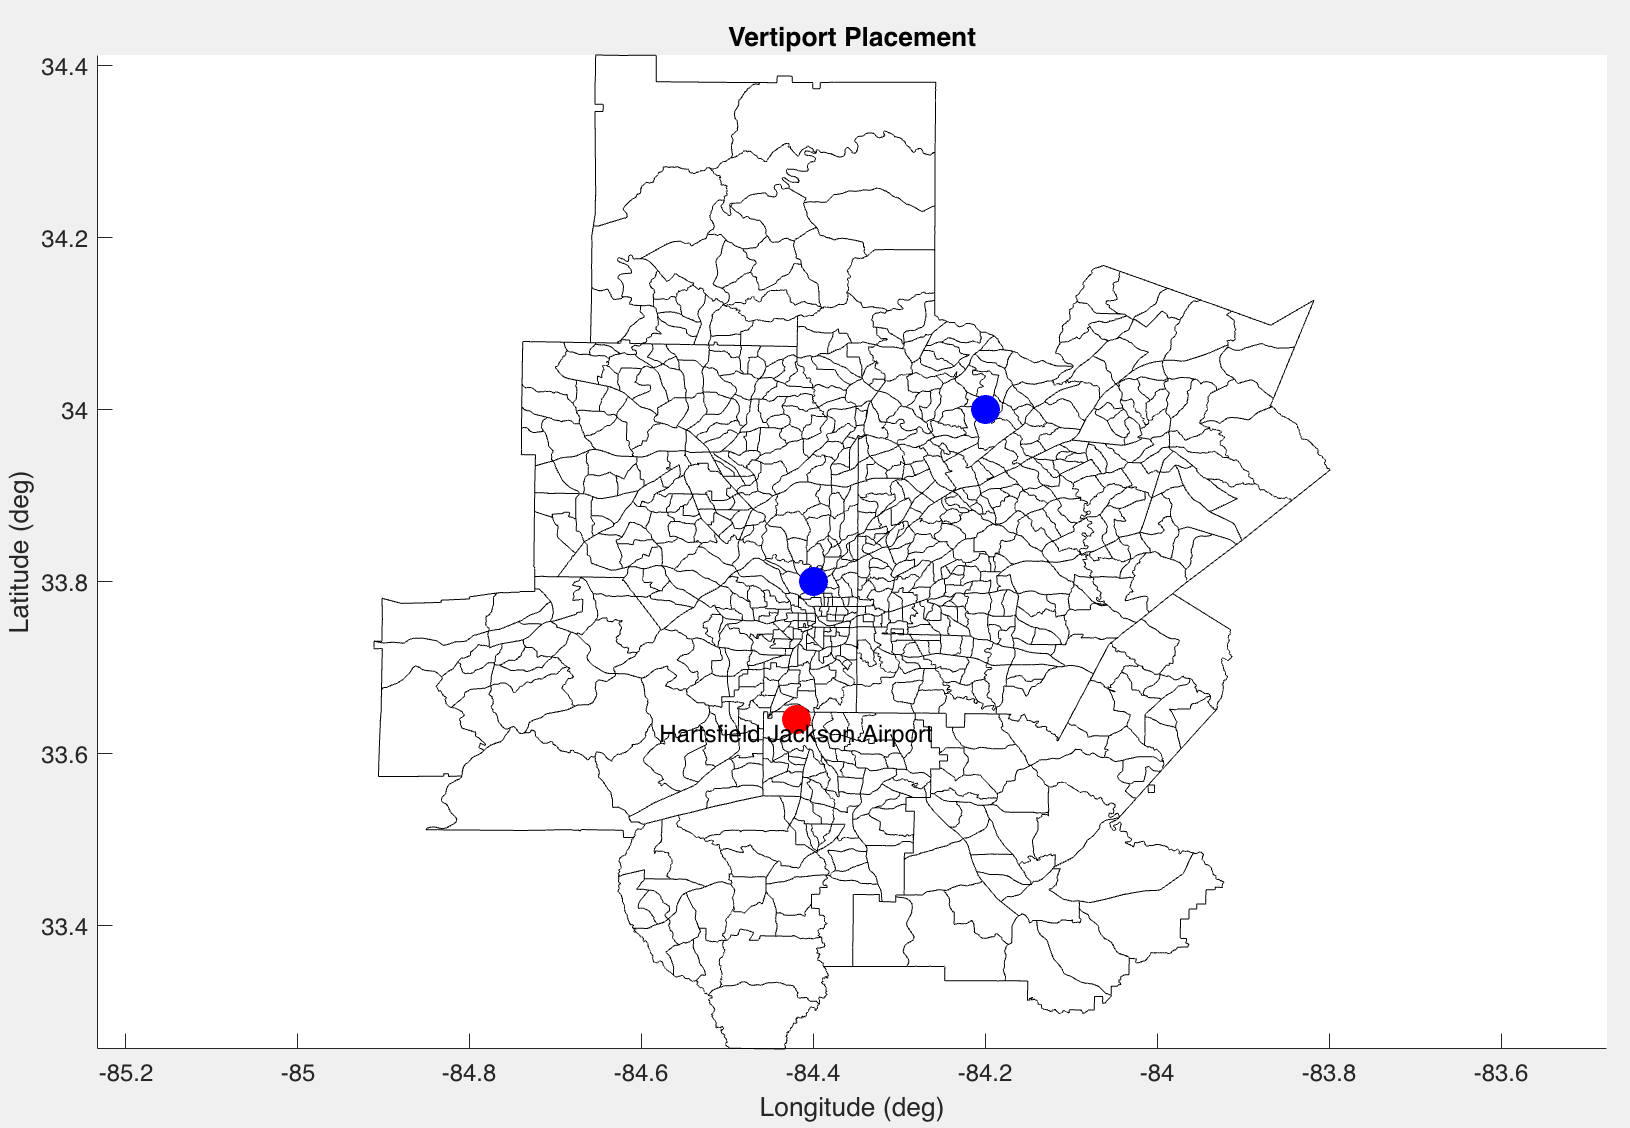 Vertiport Placement
34.4
34.2
34
33.8
33.6
33.4
Latitude (deg)
Hartsfield Jackson Airport
-85.2 -85 -84.8 -84.6 -84.4 -84.2 -84 -83.8 -83.6
Longitude (deg)